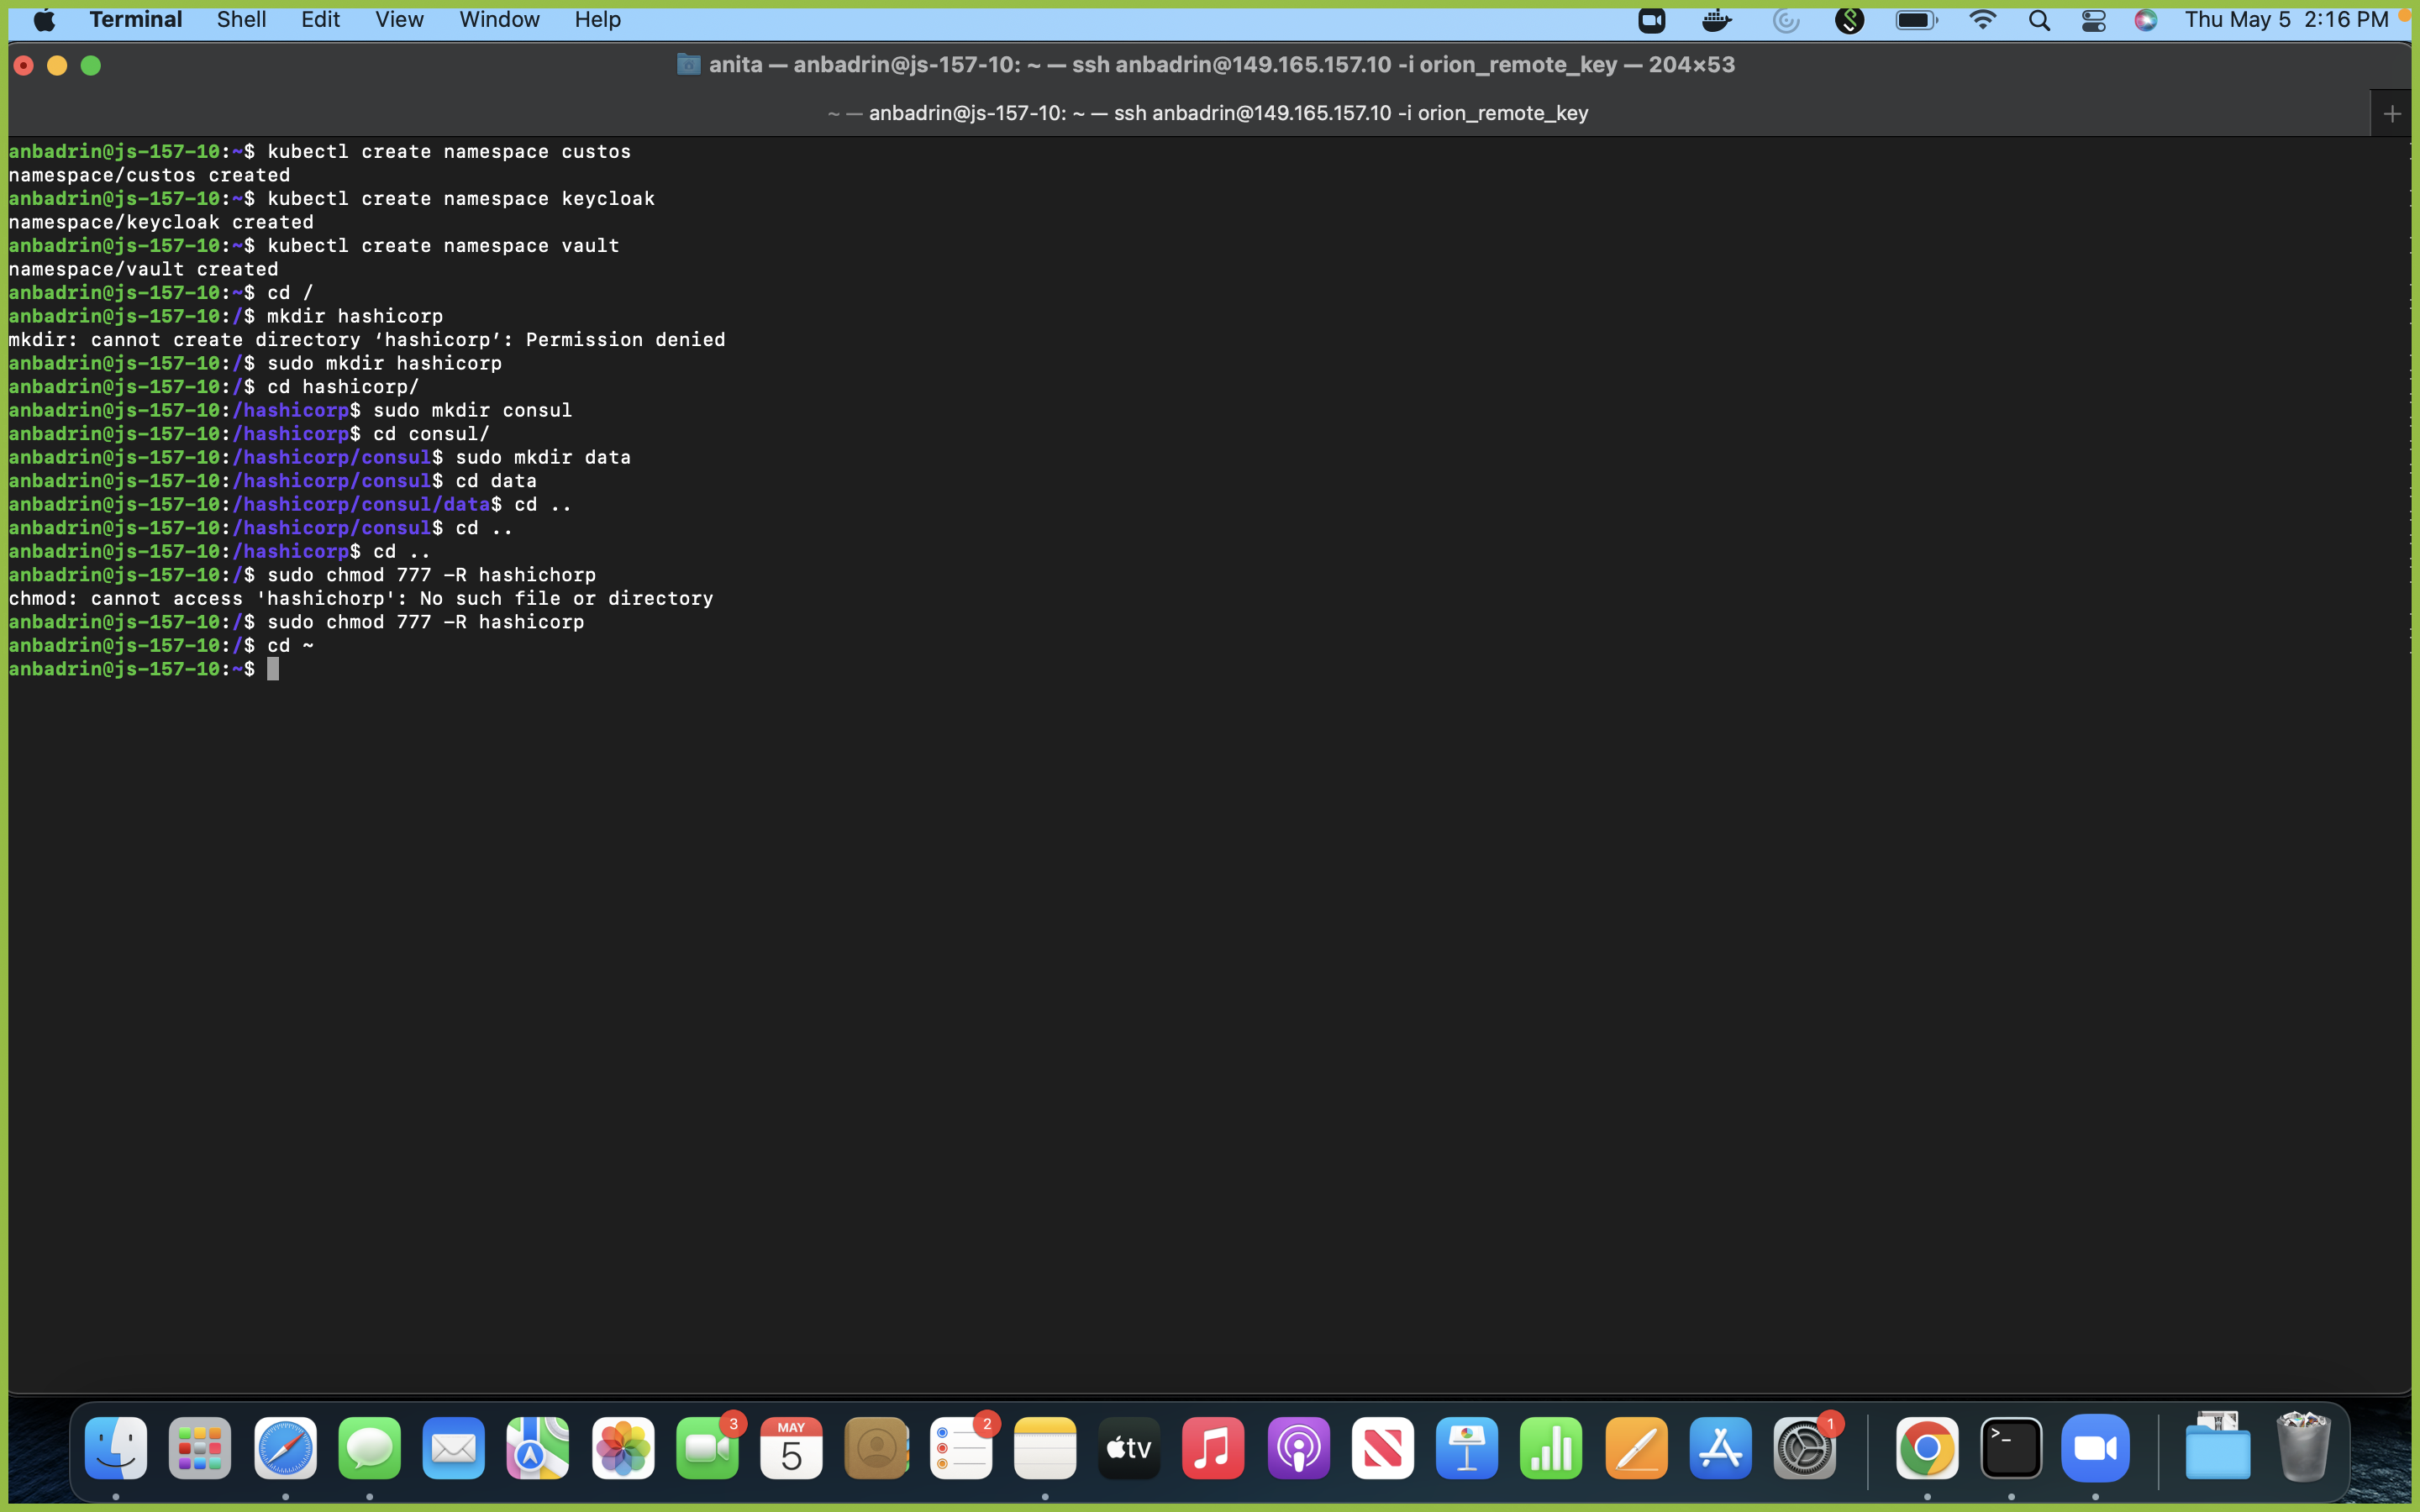 Terminal Shell Edit View Window Help Thu May 5 2:16 PM
anita — anbadrin@js-157-10: ~ — ssh anbadrin@149.165.157.10 -i orion_remote_key — 204×53
~ — anbadrin@js-157-10: ~ — ssh anbadrin@149.165.157.10 -i orion_remote_key
anbadrin@js-157-10:~$ kubectl create namespace custos
namespace/custos created
anbadrin@js-157-10:~$ kubectl create namespace keycloak
namespace/keycloak created
anbadrin@js-157-10:~$ kubectl create namespace vault
namespace/vault created
anbadrin@js-157-10:~$ cd /
anbadrin@js-157-10:/$ mkdir hashicorp
mkdir: cannot create directory ‘hashicorp’: Permission denied
anbadrin@js-157-10:/$ sudo mkdir hashicorp
anbadrin@js-157-10:/$ cd hashicorp/
anbadrin@js-157-10:/hashicorp$ sudo mkdir consul
anbadrin@js-157-10:/hashicorp$ cd consul/
anbadrin@js-157-10:/hashicorp/consul$ sudo mkdir data
anbadrin@js-157-10:/hashicorp/consul$ cd data
anbadrin@js-157-10:/hashicorp/consul/data$ cd ..
anbadrin@js-157-10:/hashicorp/consul$ cd ..
anbadrin@js-157-10:/hashicorp$ cd ..
anbadrin@js-157-10:/$ sudo chmod 777 -R hashichorp
chmod: cannot access 'hashichorp': No such file or directory
anbadrin@js-157-10:/$ sudo chmod 777 -R hashicorp
anbadrin@js-157-10:/$ cd ~
anbadrin@js-157-10:~$
3 MAY 5 2 tv 1 >_